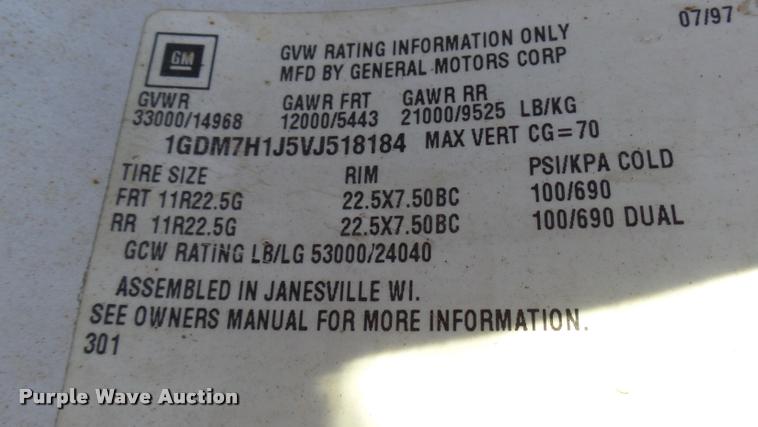 07/97
GM
GVW RATING INFORMATION ONLY
MFD BY GENERAL MOTORS CORP
GVWR GAWR FRT GAWR RR
33000/14968 12000/5443 21000/9525 LB/KG
1GDM7H1J5VJ518184 MAX VERT CG=70
TIRE SIZE RIM PSI/KPA COLD
FRT 11R22.5G 22.5X7.50BC 100/690
RR 11R22.5G 22.5X7.50BC 100/690 DUAL
GCW RATING LB/LG 53000/24040
ASSEMBLED IN JANESVILLE WI.
SEE OWNERS MANUAL FOR MORE INFORMATION.
301
Purple Wave Auction